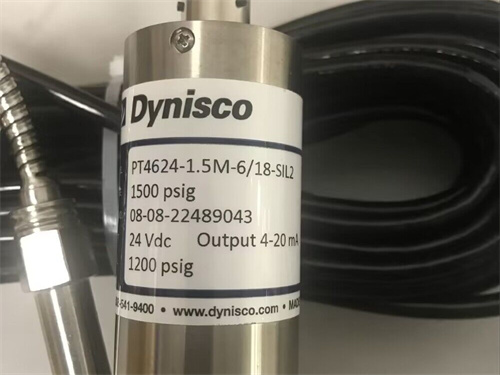 Dynisco
PT4624-1.5M-6/18-SIL2
1500 psig
08-08-22489043
24 Vdc Output 4-20 mA
1200 psig
-541-9400 • www.dynisco.com •